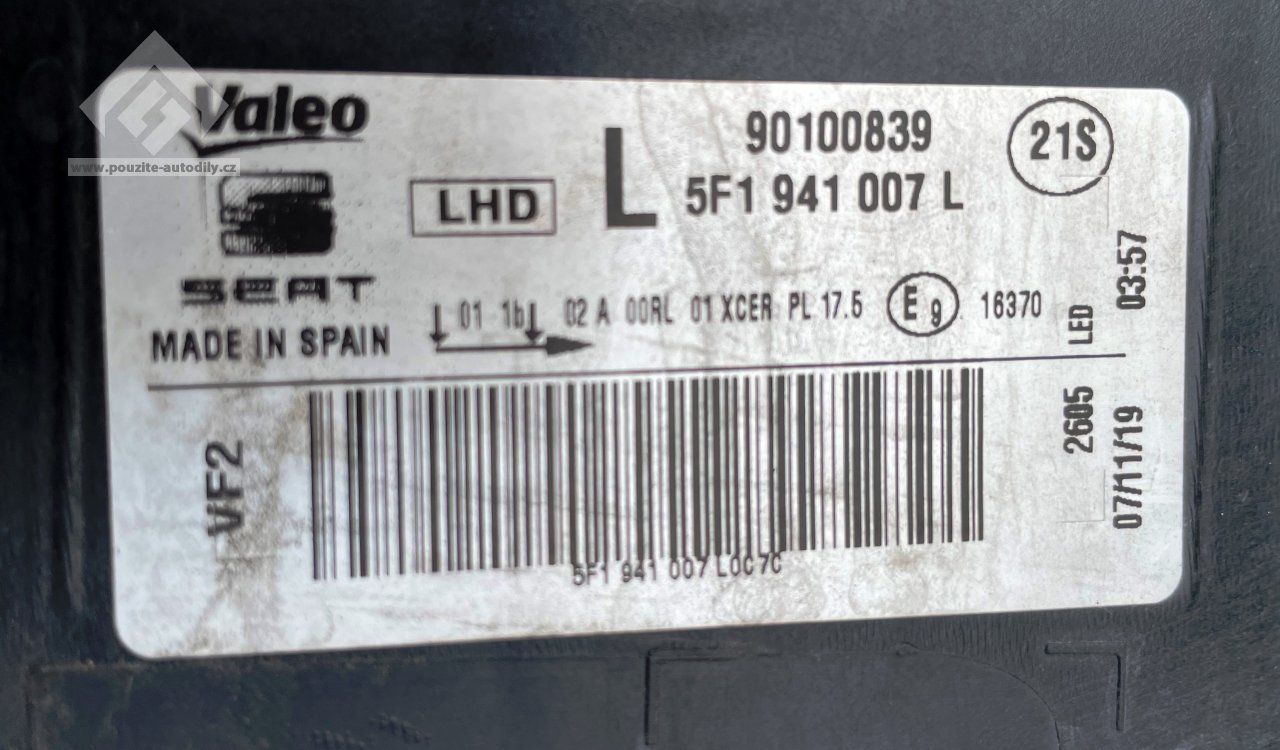 Valeo
www.pouzite-autodily.cz
SEAT
MADE IN SPAIN
LHD
L
90100839
5F1 941 007 L
21S
01 1b 02 A 00RL 01 XCER PL 17.5 E9 16370
LED
03:57
2605
07/11/19
VF2
5F1 941 007 L0C7C